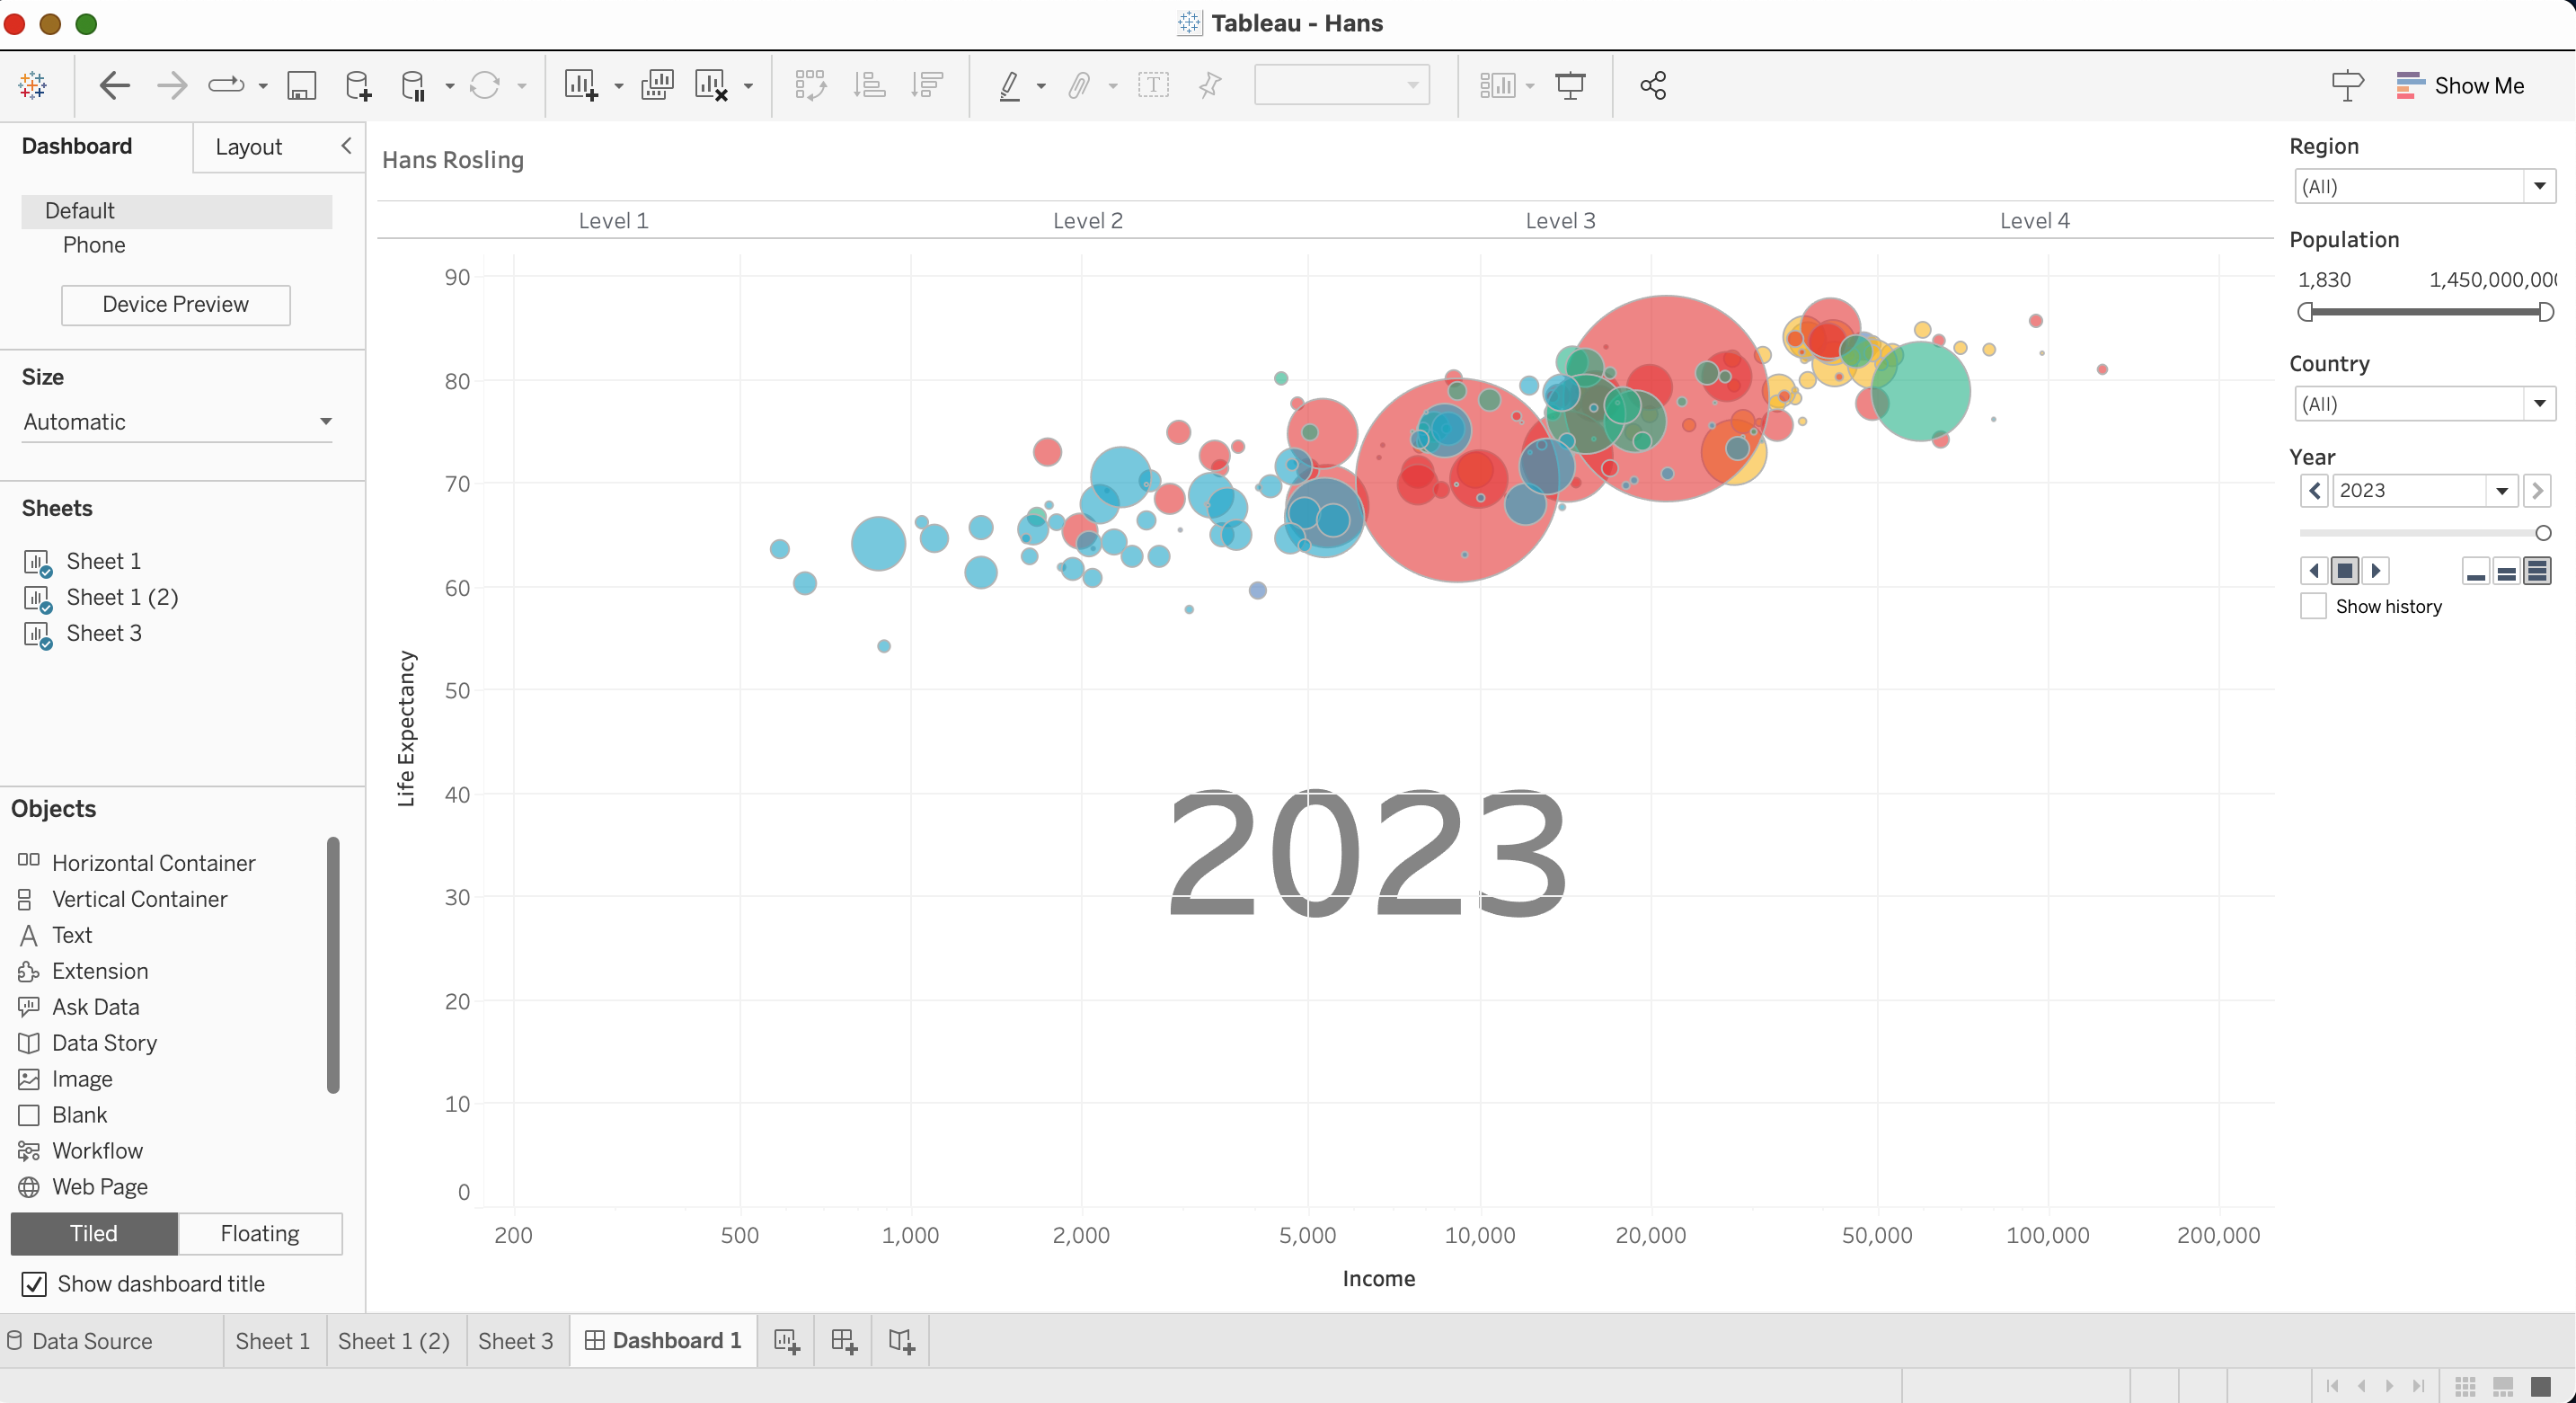 Tableau - Hans
Show Me
Dashboard
Layout
Default
Phone
Device Preview
Size
Automatic
Sheets
Sheet 1
Sheet 1 (2)
Sheet 3
Objects
Horizontal Container
Vertical Container
Text
Extension
Ask Data
Data Story
Image
Blank
Workflow
Web Page
Tiled
Floating
Show dashboard title
Hans Rosling
Level 1
Level 2
Level 3
Level 4
90
80
70
60
50
40
30
20
10
0
Life Expectancy
2023
200
500
1,000
2,000
5,000
10,000
20,000
50,000
100,000
200,000
Income
Region
(All)
Population
1,830
1,450,000,00
Country
(All)
Year
2023
Show history
Data Source
Sheet 1
Sheet 1 (2)
Sheet 3
Dashboard 1